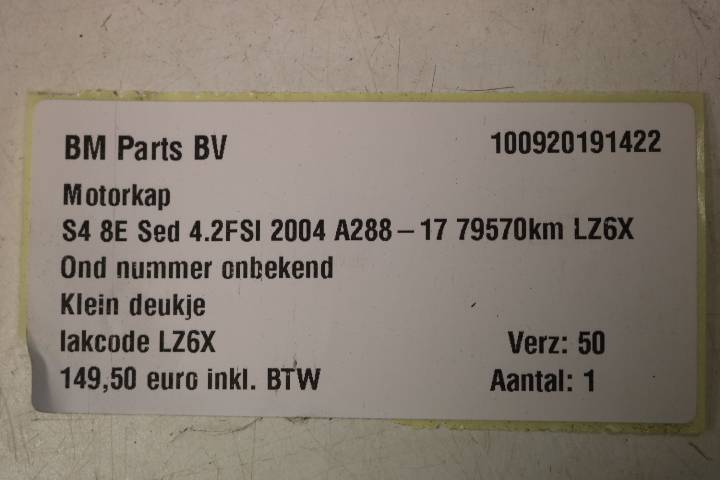 BM Parts BV 100920191422
Motorkap
S4 8E Sed 4.2FSI 2004 A288-17 79570km LZ6X
Ond nummer onbekend
Klein deukje
lakcode LZ6X Verz: 50
149,50 euro inkl. BTW Aantal: 1